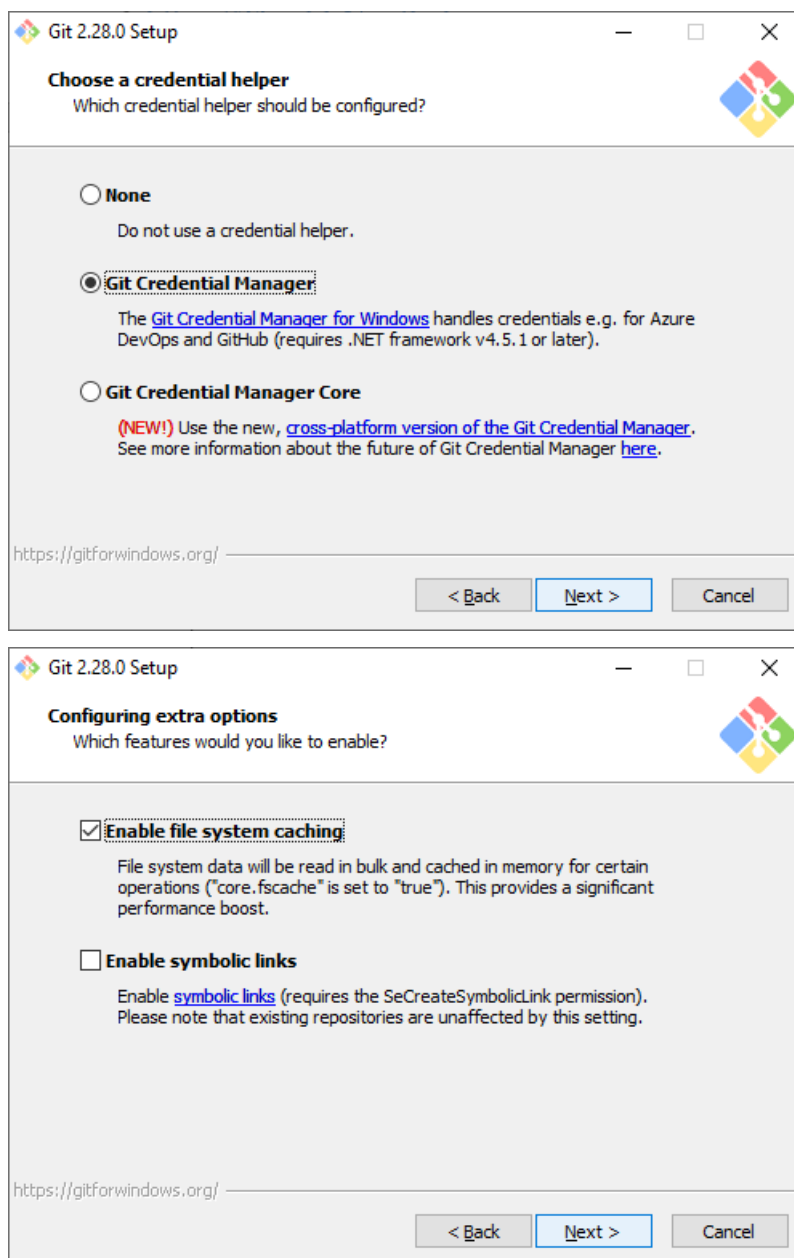 Git 2.28.0 Setup
Choose a credential helper
Which credential helper should be configured?
None
Do not use a credential helper.
Git Credential Manager
The Git Credential Manager for Windows handles credentials e.g. for Azure
DevOps and GitHub (requires .NET framework v4.5.1 or later).
Git Credential Manager Core
(NEW!) Use the new, cross-platform version of the Git Credential Manager.
See more information about the future of Git Credential Manager here.
https://gitforwindows.org/
< Back Next > Cancel
Git 2.28.0 Setup
Configuring extra options
Which features would you like to enable?
Enable file system caching
File system data will be read in bulk and cached in memory for certain
operations ("core.fscache" is set to "true"). This provides a significant
performance boost.
Enable symbolic links
Enable symbolic links (requires the SeCreateSymbolicLink permission).
Please note that existing repositories are unaffected by this setting.
https://gitforwindows.org/
< Back Next > Cancel